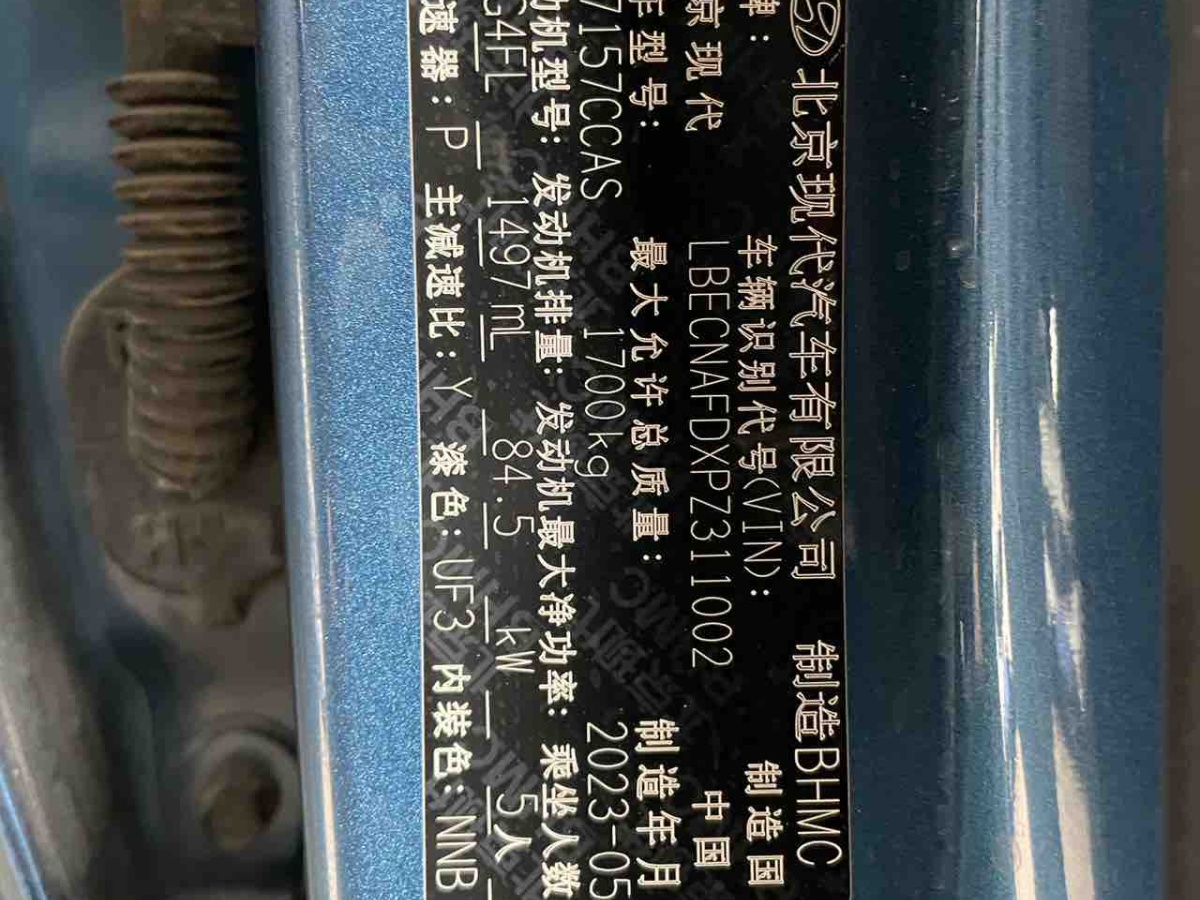 北京现代汽车有限公司 制造BHMC
牌: 车辆识别代号(VIN): 制造国
京现代 LBECNAFDXPZ311002 中国
车型号: 最大允许总质量: 制造年月
7157CCAS 1700kg 2023-05
动机型号: 发动机排量: 发动机最大净功率: 乘坐人数
G4FL 1497 mL 84.5 kW 5人
速器: P 主减速比: Y 漆色: UF3 内装色: NNB